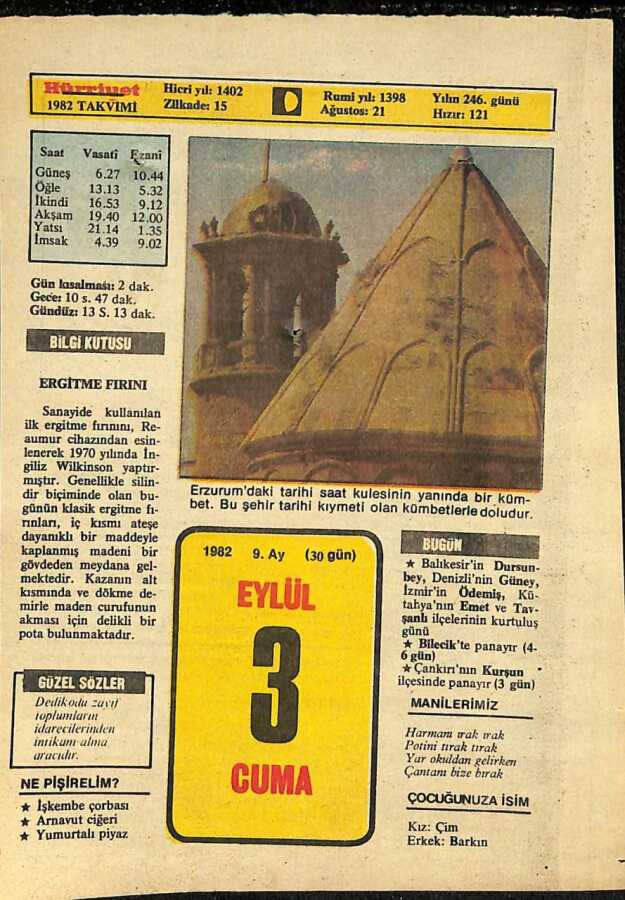 Hürriyet
1982 TAKVİMİ
Hicri yıl: 1402
Zilkade: 15
Rumi yıl: 1398
Ağustos: 21
Yılın 246. günü
Hızır: 121
Saat Vasatî Ezanî
Güneş 6.27 10.44
Öğle 13.13 5.32
İkindi 16.53 9.12
Akşam 19.40 12.00
Yatsı 21.14 1.35
İmsak 4.39 9.02
Gün kısalması: 2 dak.
Gece: 10 s. 47 dak.
Gündüz: 13 S. 13 dak.
BİLGİ KUTUSU
ERGİTME FIRINI
Sanayide kullanılan
ilk ergitme fırınını, Re-
aumur cihazından esin-
lenerek 1970 yılında İn-
giliz Wilkinson yaptır-
mıştır. Genellikle silin-
dir biçiminde olan bu-
günün klasik ergitme fı-
rınları, iç kısmı ateşe
dayanıklı bir maddeyle
kaplanmış madeni bir
gövdeden meydana gel-
mektedir. Kazanın alt
kısmında ve dökme de-
mirle maden curufunun
akması için delikli bir
pota bulunmaktadır.
GÜZEL SÖZLER
Dedikodu zayıf
toplumların
idarecilerinden
intikam alma
aracıdır.
NE PİŞİRELİM?
★ İşkembe çorbası
★ Arnavut ciğeri
★ Yumurtalı piyaz
Erzurum'daki tarihi saat kulesinin yanında bir küm-
bet. Bu şehir tarihi kıymeti olan kümbetlerle doludur.
1982 9. Ay (30 gün)
EYLÜL
3
CUMA
BUGÜN
★ Balıkesir'in Dursun-
bey, Denizli'nin Güney,
İzmir'in Ödemiş, Kü-
tahya'nın Emet ve Tav-
şanlı ilçelerinin kurtuluş
günü
★ Bilecik'te panayır (4-
6 gün)
★ Çankırı'nın Kurşun
ilçesinde panayır (3 gün)
MANİLERİMİZ
Harmanı ırak ırak
Potini tırak tırak
Yar okuldan gelirken
Çantam bize bırak
ÇOCUĞUNUZA İSİM
Kız: Çim
Erkek: Barkın